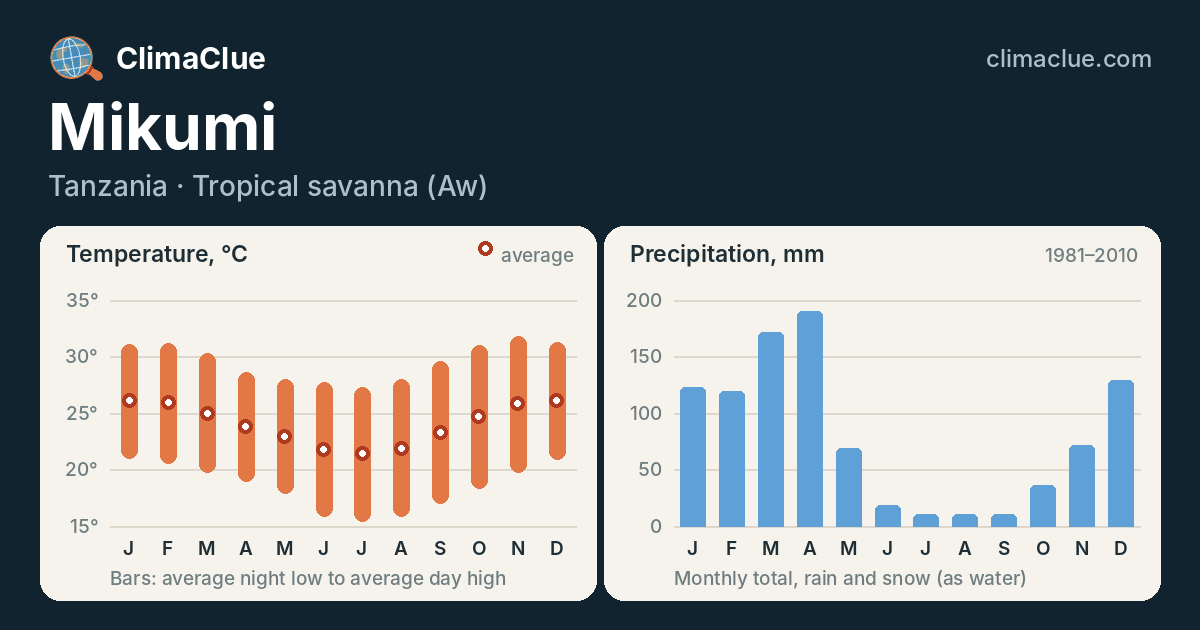 ClimaClue
climaclue.com
Mikumi
Tanzania · Tropical savanna (Aw)
Temperature, °C
average
35°
30°
25°
20°
15°
J F M A M J J A S O N D
Bars: average night low to average day high
Precipitation, mm
1981–2010
200
150
100
50
0
J F M A M J J A S O N D
Monthly total, rain and snow (as water)